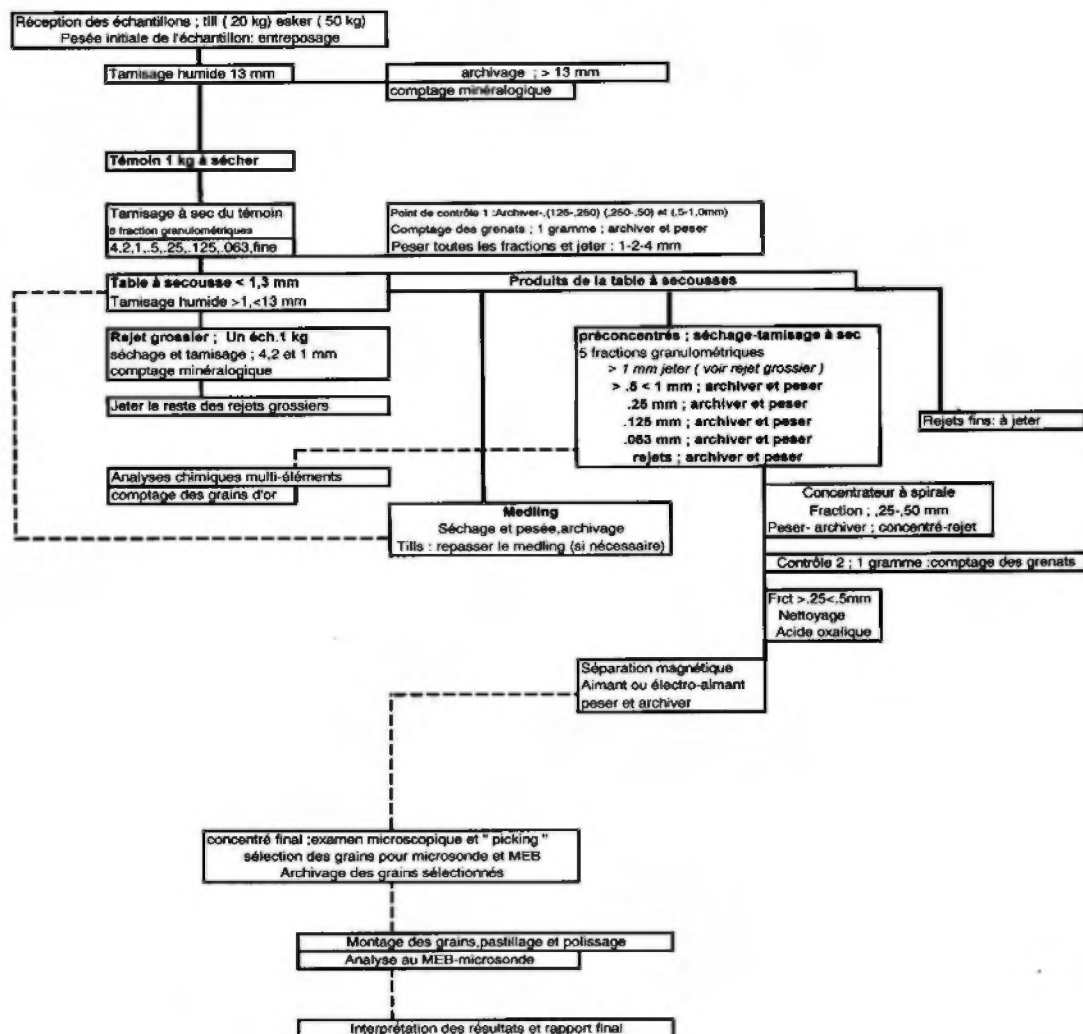 Réception des échantillons ; till ( 20 kg) esker ( 50 kg)
Pesée initiale de l'échantillon: entreposage
Tamisage humide 13 mm
archivage ; > 13 mm
comptage minéralogique
Témoin 1 kg à sécher
Tamisage à sec du témoin
8 fraction granulométriques
4,2,1,.5,.25,.125,.063,fine
Point de contrôle 1 :Archiver-,(125-,250) (,250-,50) et (,5-1,0mm)
Comptage des grenats ; 1 gramme ; archiver et peser
Peser toutes les fractions et jeter : 1-2-4 mm
Table à secousse < 1,3 mm
Tamisage humide >1,<13 mm
Produits de la table à secousses
Rejet grossier ; Un éch.1 kg
séchage et tamisage ; 4,2 et 1 mm
comptage minéralogique
Jeter le reste des rejets grossiers
préconcentrés ; séchage-tamisage à sec
5 fractions granulométriques
> 1 mm jeter ( voir rejet grossier )
> .5 < 1 mm ; archiver et peser
.25 mm ; archiver et peser
.125 mm ; archiver et peser
.063 mm ; archiver et peser
rejets ; archiver et peser
Rejets fins: à jeter
Analyses chimiques multi-éléments
comptage des grains d'or
Medling
Séchage et pesée,archivage
Tills : repasser le medling (si nécessaire)
Concentrateur à spirale
Fraction ; ,25-,50 mm
Peser- archiver ; concentré-rejet
Contrôle 2 ; 1 gramme :comptage des grenats
Frct >.25<.5mm
Nettoyage
Acide oxalique
Séparation magnétique
Aimant ou électro-aimant
peser et archiver
concentré final ;examen microscopique et " picking "
sélection des grains pour microsonde et MEB
Archivage des grains sélectionnés
Montage des grains,pastillage et polissage
Analyse au MEB-microsonde
Interprétation des résultats et rapport final